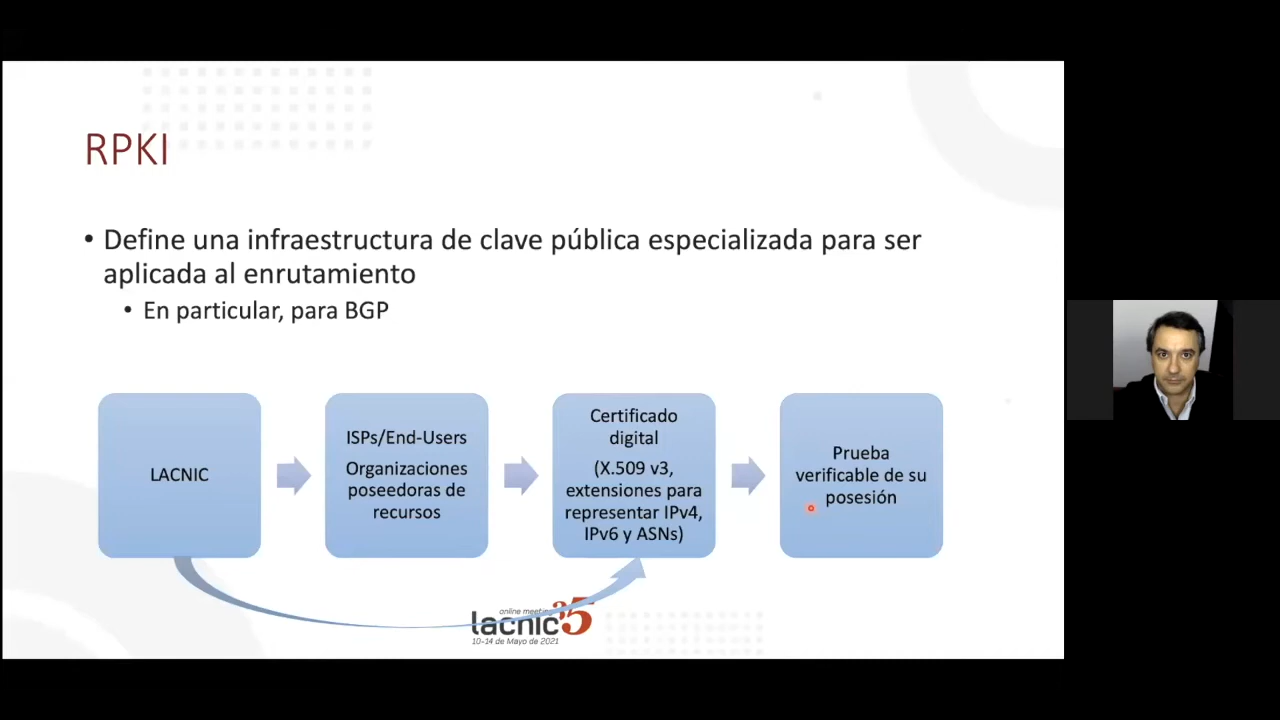 RPKI
• Define una infraestructura de clave pública especializada para ser
aplicada al enrutamiento
• En particular, para BGP
LACNIC
ISPs/End-Users
Organizaciones
poseedoras de
recursos
Certificado
digital
(X.509 v3,
extensiones para
representar IPv4,
IPv6 y ASNs)
Prueba
verificable de su
posesión
online meeting
lacnic35
10-14 de Mayo de 2021